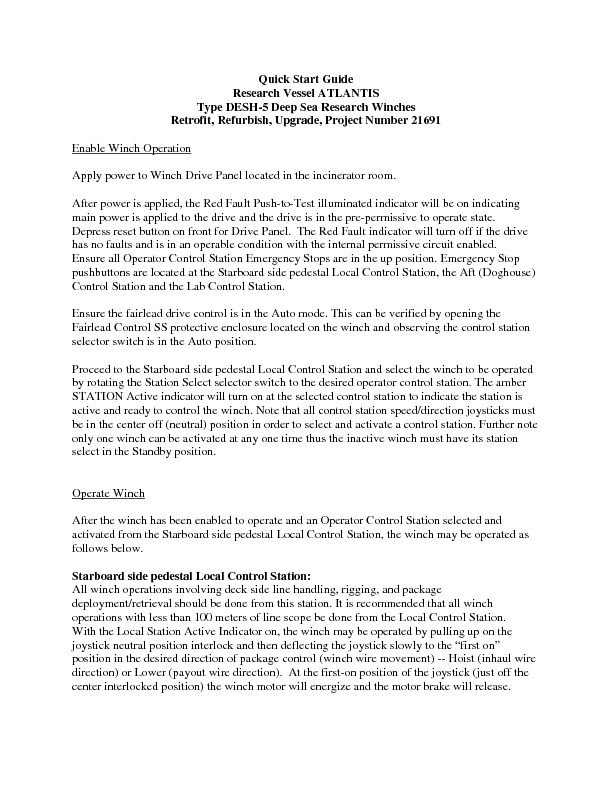 Quick Start Guide
Research Vessel ATLANTIS
Type DESH-5 Deep Sea Research Winches
Retrofit, Refurbish, Upgrade, Project Number 21691
Enable Winch Operation
Apply power to Winch Drive Panel located in the incinerator room.
After power is applied, the Red Fault Push-to-Test illuminated indicator will be on indicating
main power is applied to the drive and the drive is in the pre-permissive to operate state.
Depress reset button on front for Drive Panel.  The Red Fault indicator will turn off if the drive
has no faults and is in an operable condition with the internal permissive circuit enabled.
Ensure all Operator Control Station Emergency Stops are in the up position. Emergency Stop
pushbuttons are located at the Starboard side pedestal Local Control Station, the Aft (Doghouse)
Control Station and the Lab Control Station.
Ensure the fairlead drive control is in the Auto mode. This can be verified by opening the
Fairlead Control SS protective enclosure located on the winch and observing the control station
selector switch is in the Auto position.
Proceed to the Starboard side pedestal Local Control Station and select the winch to be operated
by rotating the Station Select selector switch to the desired operator control station. The amber
STATION Active indicator will turn on at the selected control station to indicate the station is
active and ready to control the winch. Note that all control station speed/direction joysticks must
be in the center off (neutral) position in order to select and activate a control station. Further note
only one winch can be activated at any one time thus the inactive winch must have its station
select in the Standby position.
Operate Winch
After the winch has been enabled to operate and an Operator Control Station selected and
activated from the Starboard side pedestal Local Control Station, the winch may be operated as
follows below.
Starboard side pedestal Local Control Station:
All winch operations involving deck side line handling, rigging, and package
deployment/retrieval should be done from this station. It is recommended that all winch
operations with less than 100 meters of line scope be done from the Local Control Station.
With the Local Station Active Indicator on, the winch may be operated by pulling up on the
joystick neutral position interlock and then deflecting the joystick slowly to the “first on”
position in the desired direction of package control (winch wire movement) -- Hoist (inhaul wire
direction) or Lower (payout wire direction).  At the first-on position of the joystick (just off the
center interlocked position) the winch motor will energize and the motor brake will release.